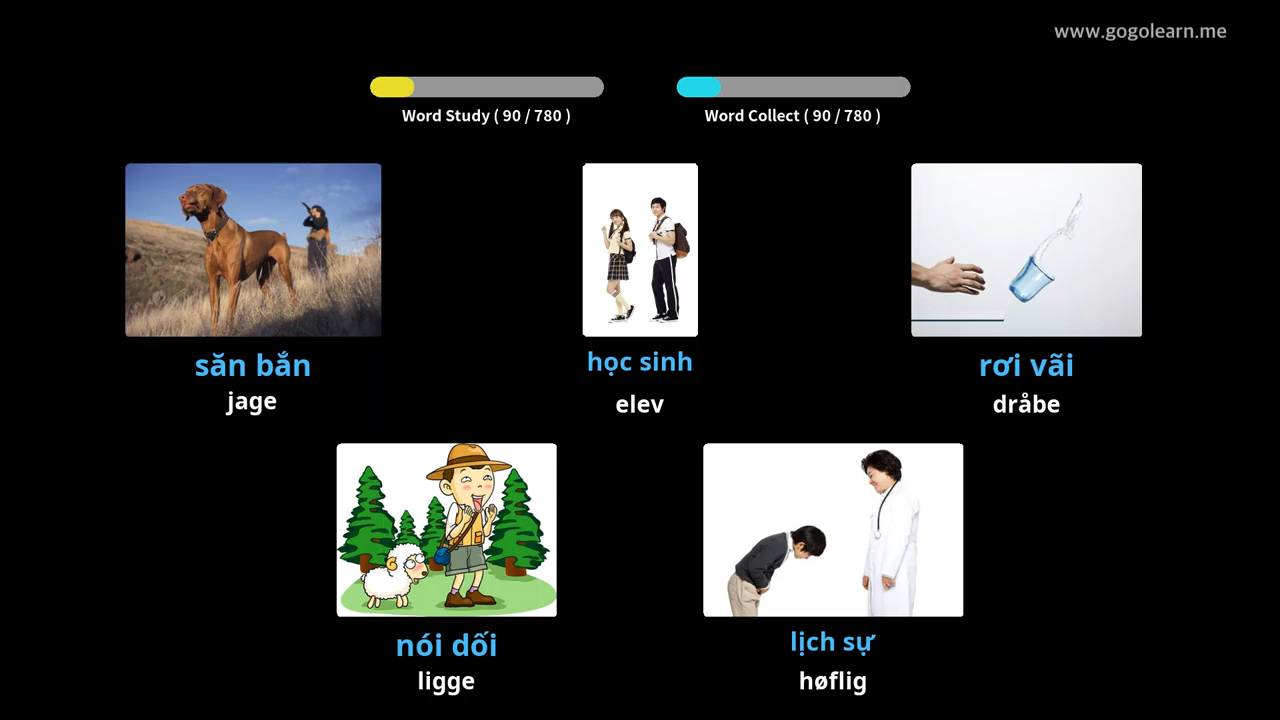 www.gogolearn.me
Word Study ( 90 / 780 )
Word Collect ( 90 / 780 )
săn bắn
jage
học sinh
elev
rơi vãi
dråbe
nói dối
ligge
lịch sự
høflig